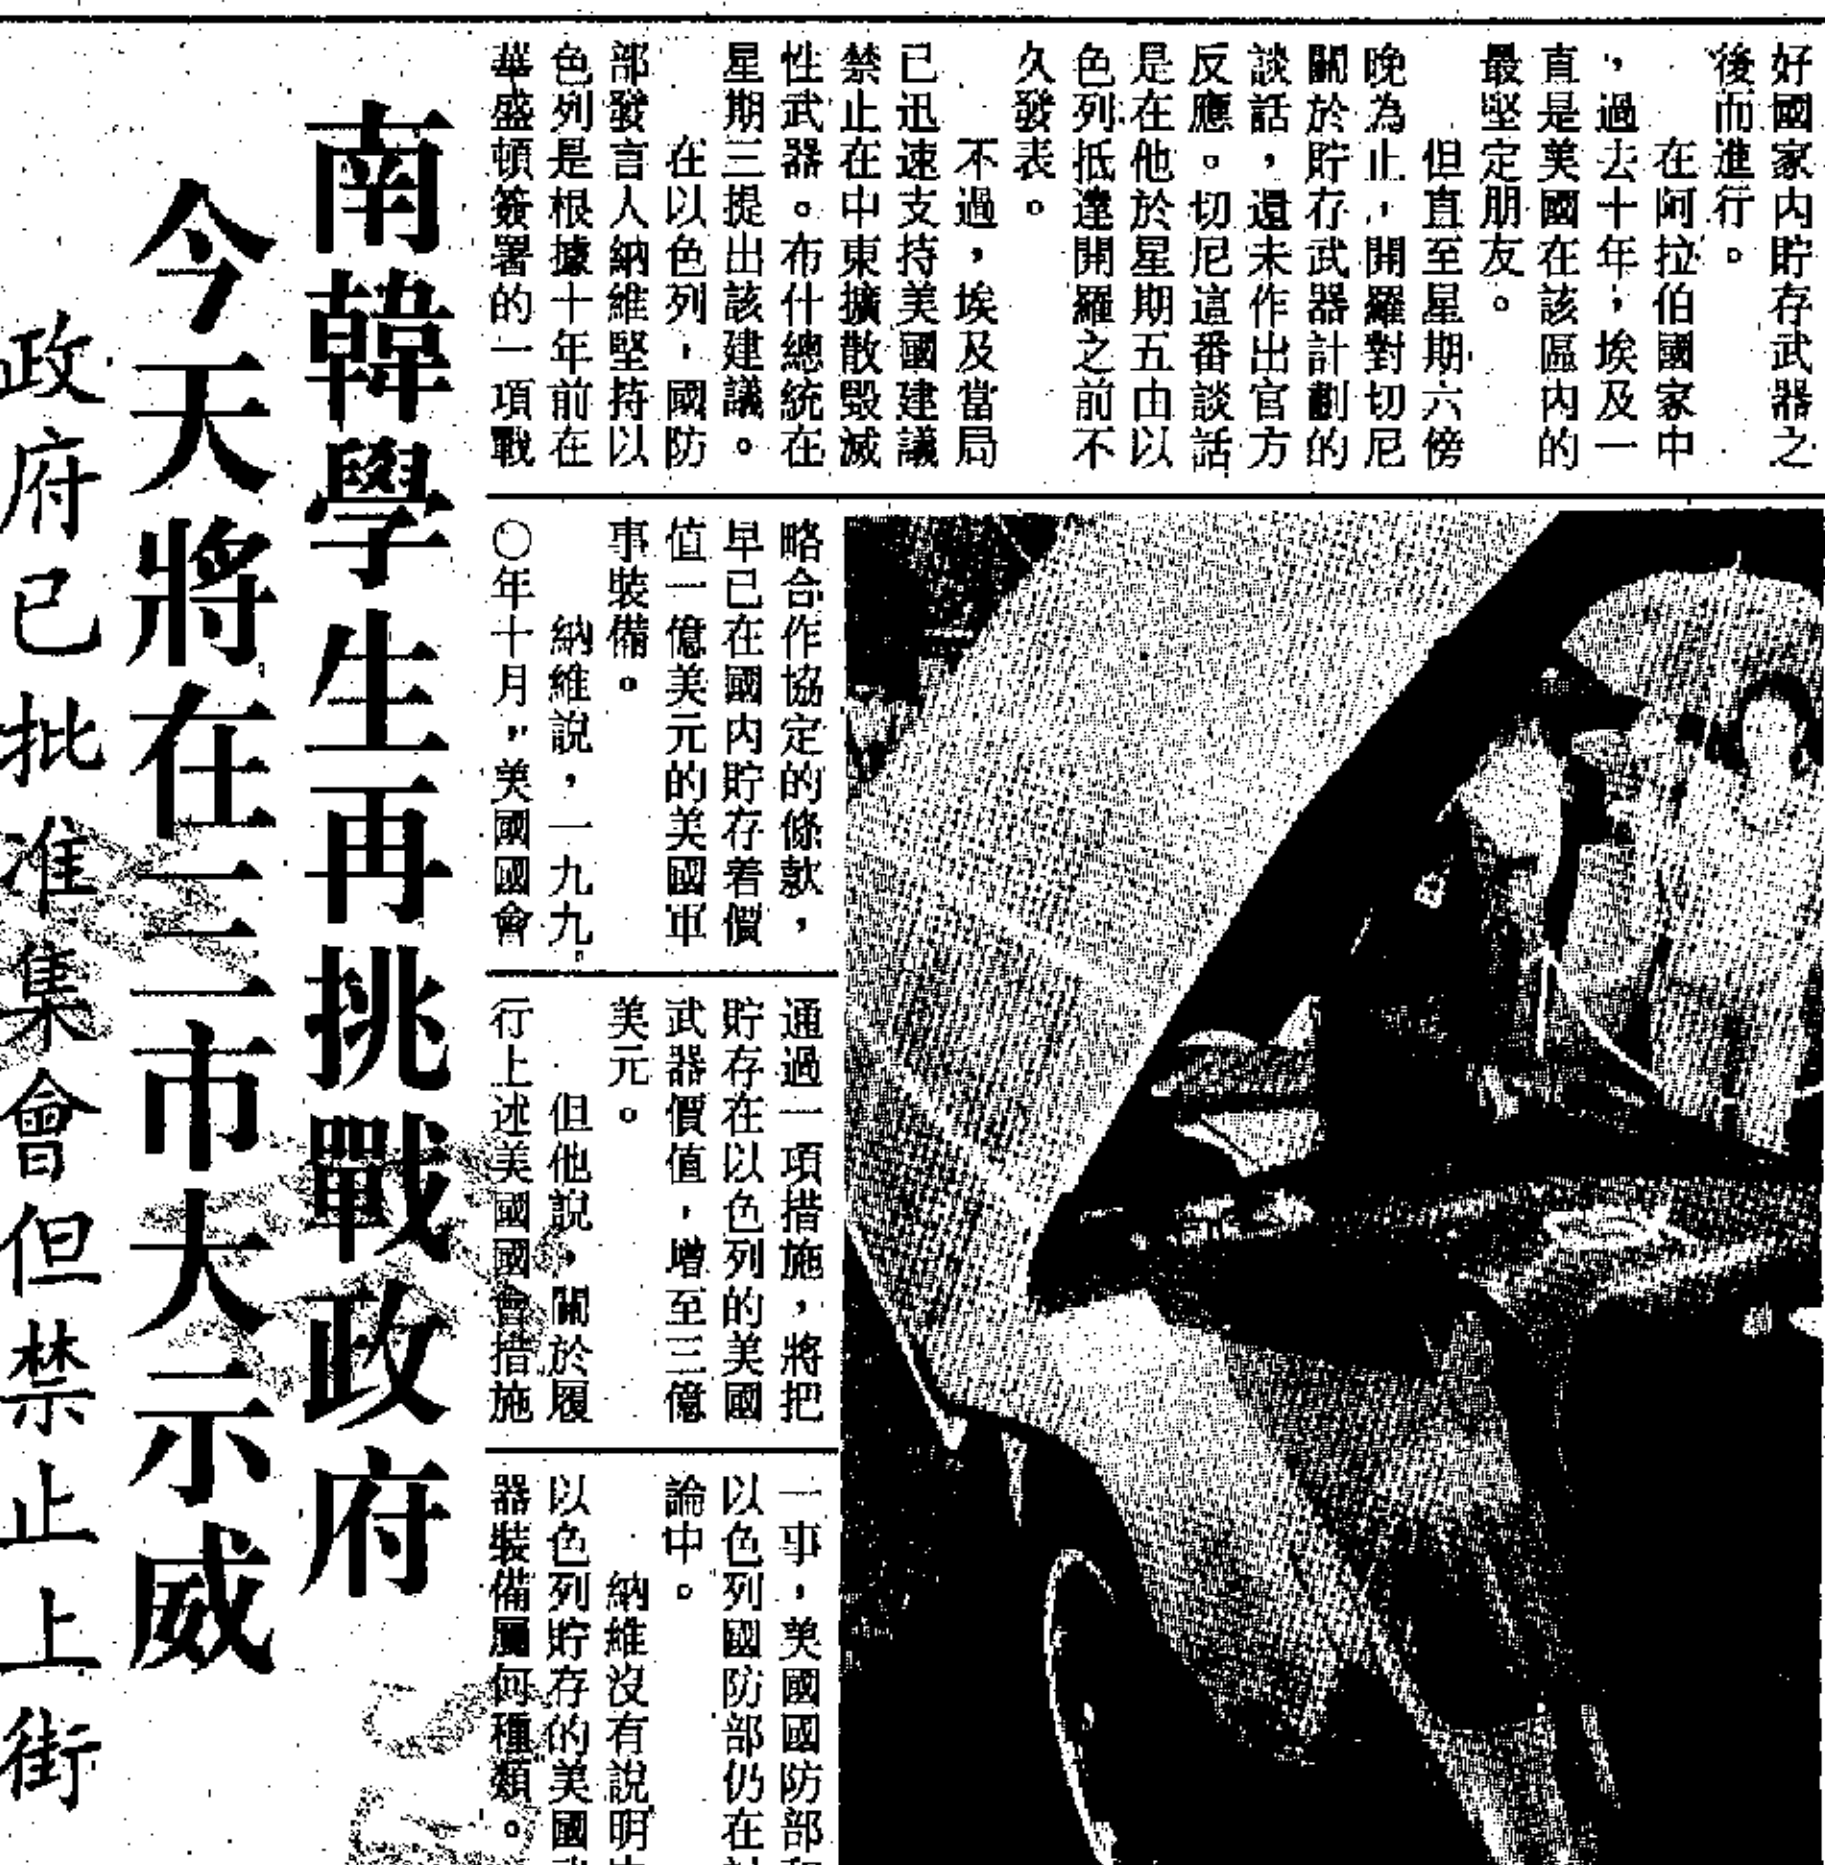 好國家內貯存武器之
後而進行。
在阿拉伯國家中
，過去十年，埃及一
直是美國在該區內的
最堅定朋友。
但直至星期六傍
晚為止，開羅對切尼
關於貯存武器計劃的
談話，還未作出官方
反應。切尼這番談話
是在他於星期五由以
色列抵達開羅之前不
久發表。
不過，埃及當局
已迅速支持美國建議
禁止在中東擴散毀滅
性武器。布什總統在
星期三提出該建議。
在以色列，國防
部發言人納維堅持以
色列是根據十年前在
華盛頓簽署的一項戰
略合作協定的條款，
早已在國內貯存着價
值一億美元的美國軍
事裝備。
納維說，一九九
〇年十月，美國國會
通過一項措施，將把
貯存在以色列的美國
武器價值，增至三億
美元。
但他說，關於履
行上述美國國會措施
一事，美國國防部和
以色列國防部仍在討
論中。
納維沒有說明
以色列貯存的美國
器裝備屬何種類。
南韓學生再挑戰政府
今天將在三市大示威
政府已批准集會但禁止上街